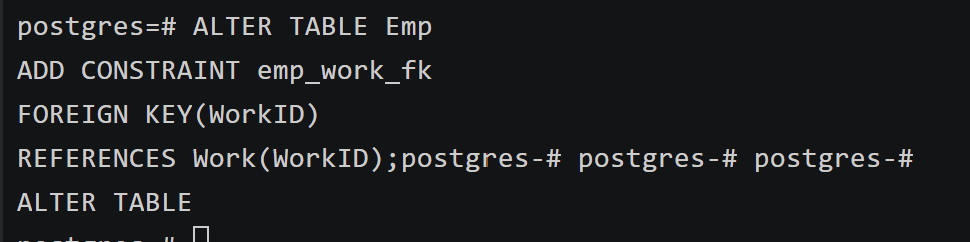 postgres=# ALTER TABLE Emp
ADD CONSTRAINT emp_work_fk
FOREIGN KEY(WorkID)
REFERENCES Work(WorkID);postgres-# postgres-# postgres-#
ALTER TABLE